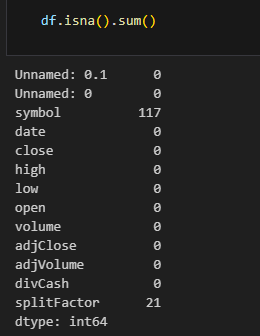 df.isna().sum()
Unnamed: 0.1 0
Unnamed: 0 0
symbol 117
date 0
close 0
high 0
low 0
open 0
volume 0
adjClose 0
adjVolume 0
divCash 0
splitFactor 21
dtype: int64